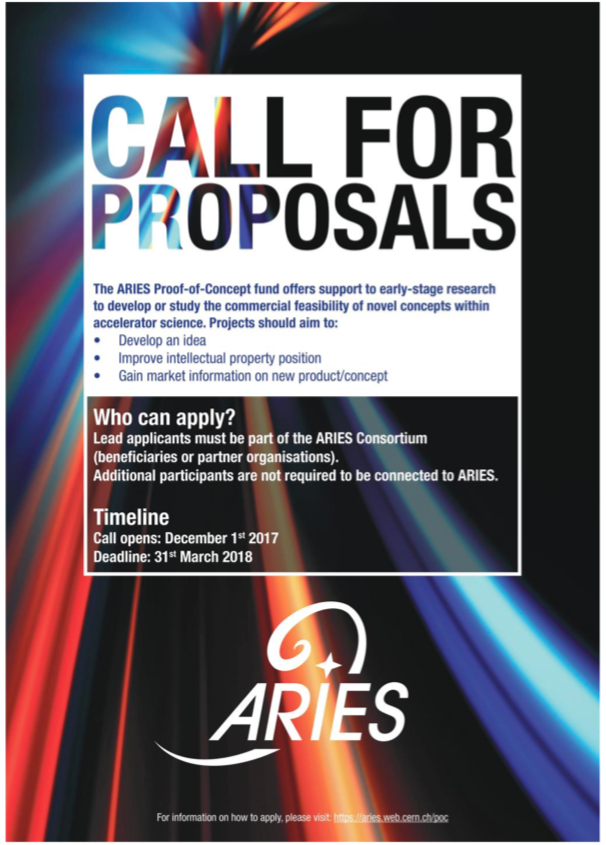 CALL FOR
PROPOSALS
The ARIES Proof-of-Concept fund offers support to early-stage research
to develop or study the commercial feasibility of novel concepts within
accelerator science. Projects should aim to:
• Develop an idea
• Improve intellectual property position
• Gain market information on new product/concept
Who can apply?
Lead applicants must be part of the ARIES Consortium
(beneficiaries or partner organisations).
Additional participants are not required to be connected to ARIES.
Timeline
Call opens: December 1st 2017
Deadline: 31st March 2018
ARIES
For information on how to apply, please visit: https://aries.web.cern.ch/poc